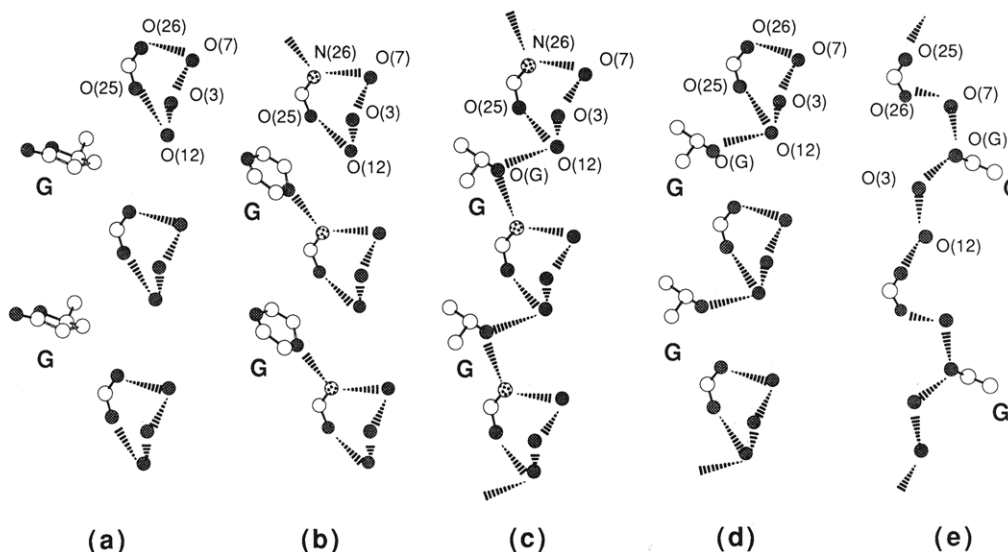 O(26)
O(7)
O(25)
O(3)
O(12)
G
G
(a)
N(26)
O(7)
O(25)
O(3)
O(12)
G
G
(b)
N(26)
O(7)
O(25)
O(3)
O(12)
O(G)
G
G
(c)
O(26)
O(7)
O(25)
O(3)
O(12)
O(G)
G
G
(d)
O(25)
O(7)
O(26)
O(G)
O(3)
G
O(12)
G
(e)